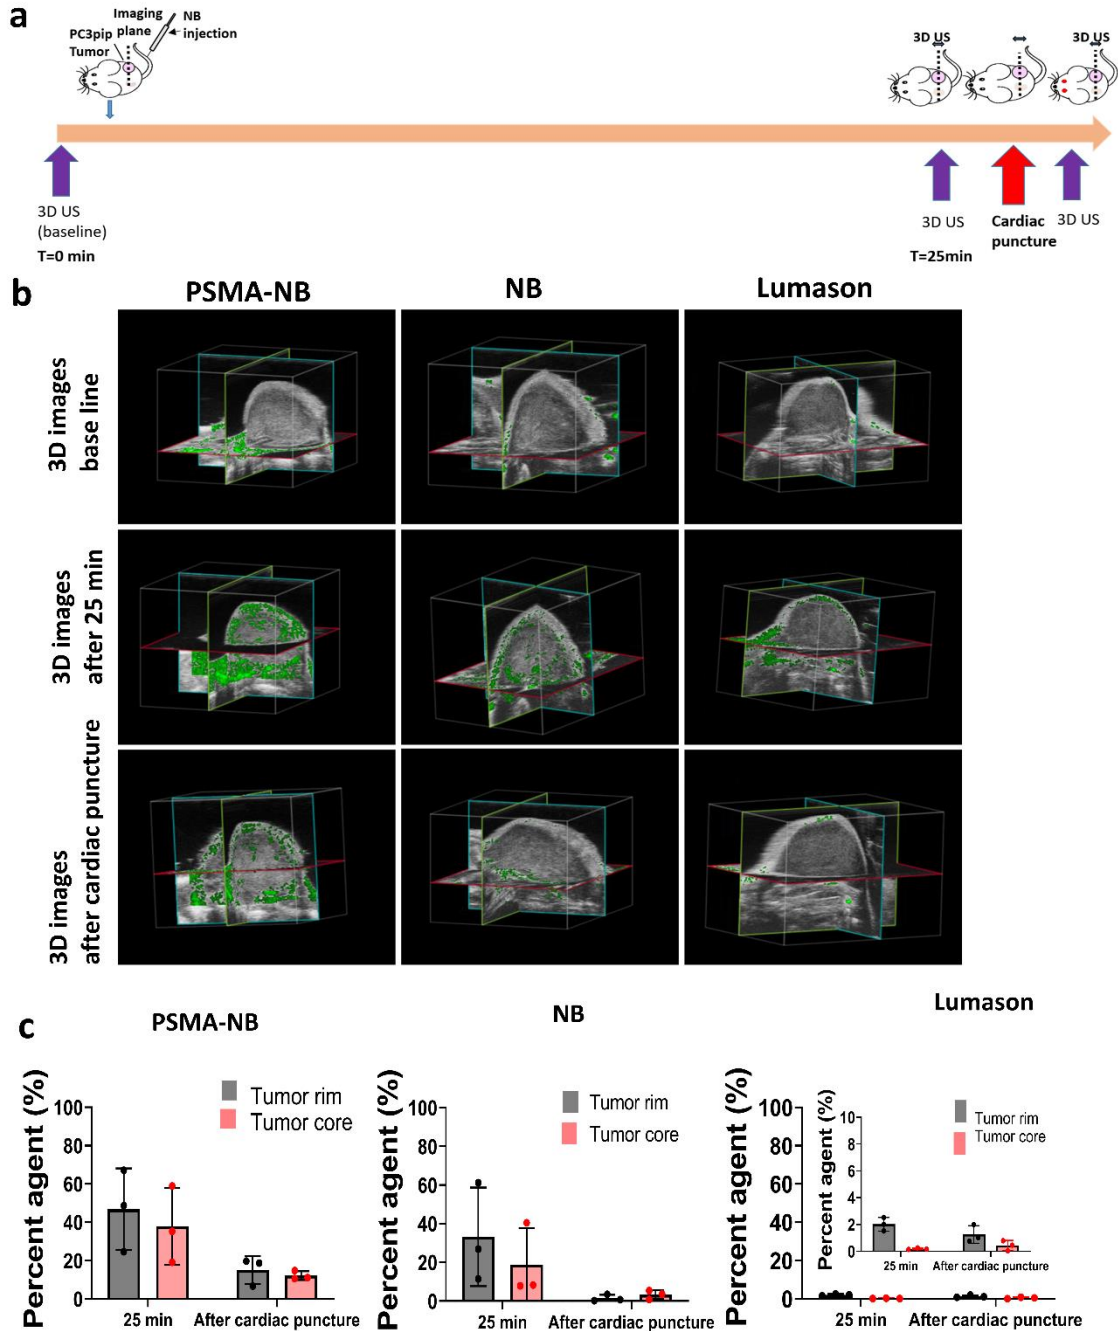 a
Imaging plane
NB injection
PC3pip Tumor
3D US
3D US
3D US (baseline)
T=0 min
3D US
T=25min
Cardiac puncture
3D US
b
PSMA-NB
NB
Lumason
3D images base line
3D images after 25 min
3D images after cardiac puncture
c
PSMA-NB
NB
Lumason
Percent agent (%)
100
80
60
40
20
0
Tumor rim
Tumor core
25 min
After cardiac puncture
Percent agent (%)
100
80
60
40
20
0
Tumor rim
Tumor core
25 min
After cardiac puncture
Percent agent (%)
100
80
60
40
20
0
Percent agent (%)
10
8
6
4
2
0
Tumor rim
Tumor core
25 min
After cardiac puncture
25 min
After cardiac puncture